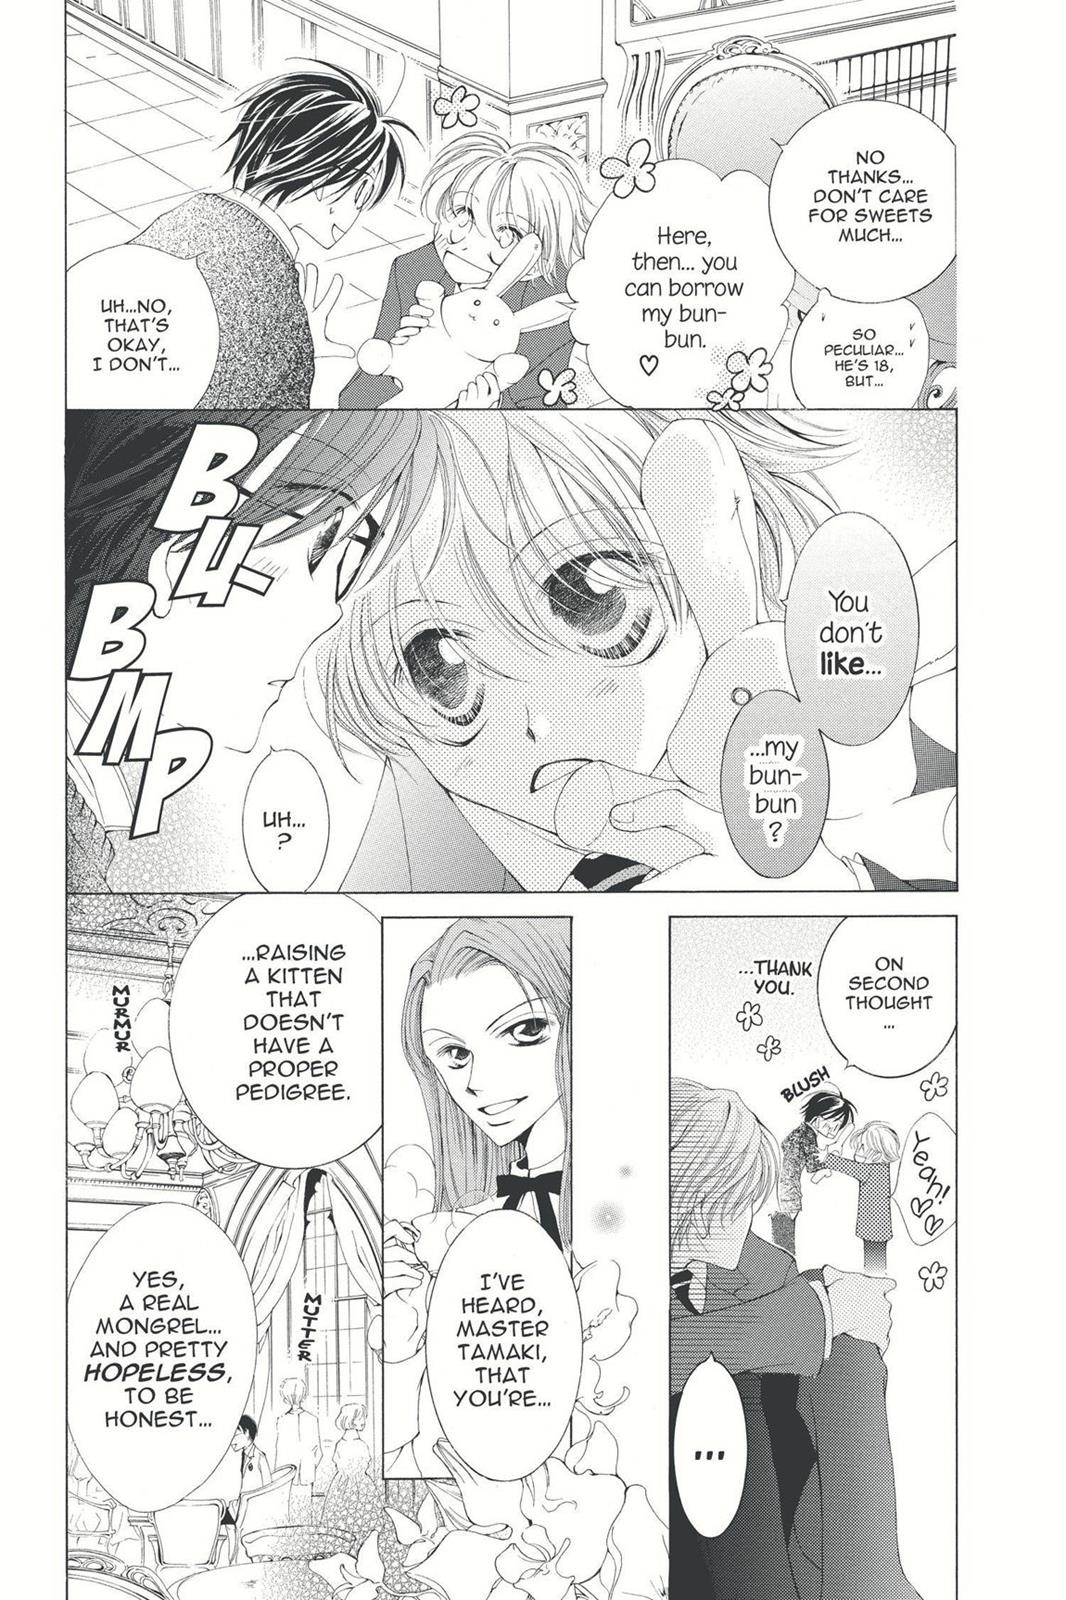 NO
THANKS...
DON'T CARE
FOR SWEETS
MUCH...
SO
PECULIAR...
HE'S 18,
BUT...
Here,
then... you
can borrow
my bun-
bun.
UH...NO,
THAT'S
OKAY,
I DON'T...
You
don't
like...
...my
bun-
bun
?
BU-
BMP
UH...
?
ON
SECOND
THOUGHT
...
...THANK
YOU.
BLUSH
Yeah!
...
I'VE
HEARD,
MASTER
TAMAKI,
THAT
YOU'RE...
...RAISING
A KITTEN
THAT
DOESN'T
HAVE A
PROPER
PEDIGREE.
MURMUR
MUTTER
YES,
A REAL
MONGREL...
AND PRETTY
HOPELESS,
TO BE
HONEST...